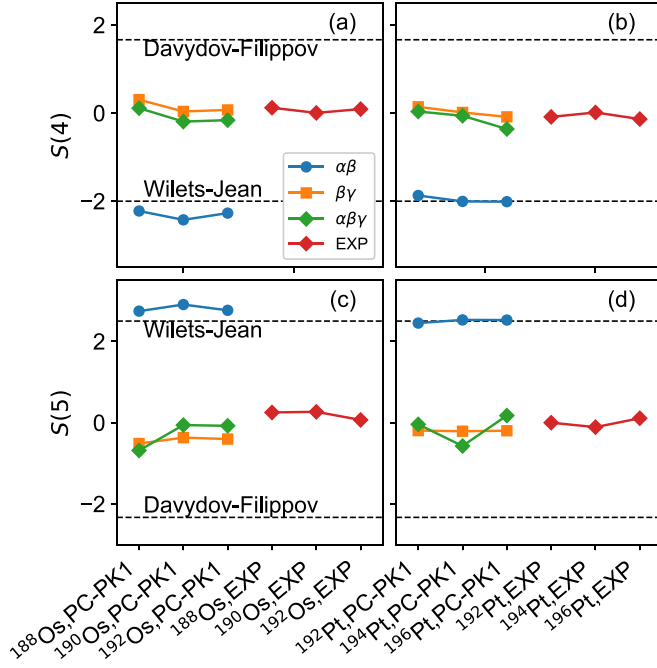 (a)
(b)
2
Davydov-Filippov
S(4)
0
αβ
βγ
αβγ
EXP
Wilets-Jean
−2
(c)
(d)
Wilets-Jean
2
S(5)
0
Davydov-Filippov
−2
¹⁸⁸Os,PC-PK1
¹⁹⁰Os,PC-PK1
¹⁹²Os,PC-PK1
¹⁸⁸Os,EXP
¹⁹⁰Os,EXP
¹⁹²Os,EXP
¹⁹²Pt,PC-PK1
¹⁹⁴Pt,PC-PK1
¹⁹⁶Pt,PC-PK1
¹⁹²Pt,EXP
¹⁹⁴Pt,EXP
¹⁹⁶Pt,EXP